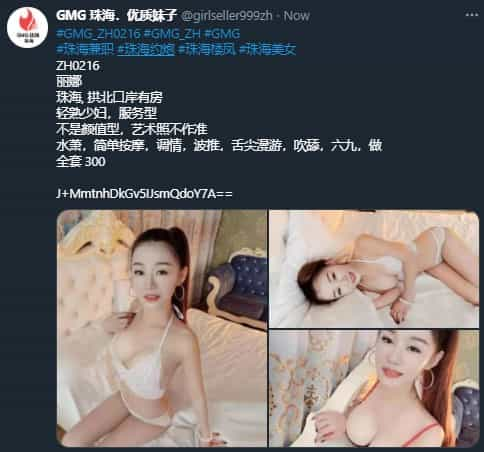 GMG 珠海．优质妹子 @girlseller999zh · Now
#GMG_ZH0216 #GMG_ZH #GMG
#珠海兼职 #珠海约炮 #珠海楼凤 #珠海美女
ZH0216
丽娜
珠海, 拱北口岸有房
轻熟少妇，服务型
不是颜值型，艺术照不作准
水萧，简单按摩，调情，波推，舌尖漫游，吹舔，六九，做
全套 300
J+MmtnhDkGv5lJsmQdoY7A==